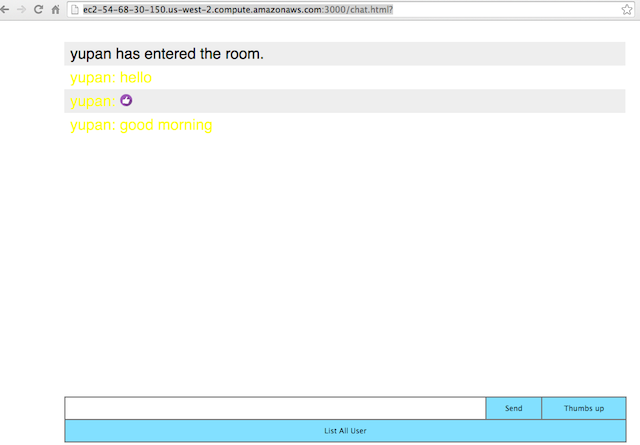 ec2-54-68-30-150.us-west-2.compute.amazonaws.com:3000/chat.html?
yupan has entered the room.
yupan: hello
yupan:
yupan: good morning
Send
Thumbs up
List All User